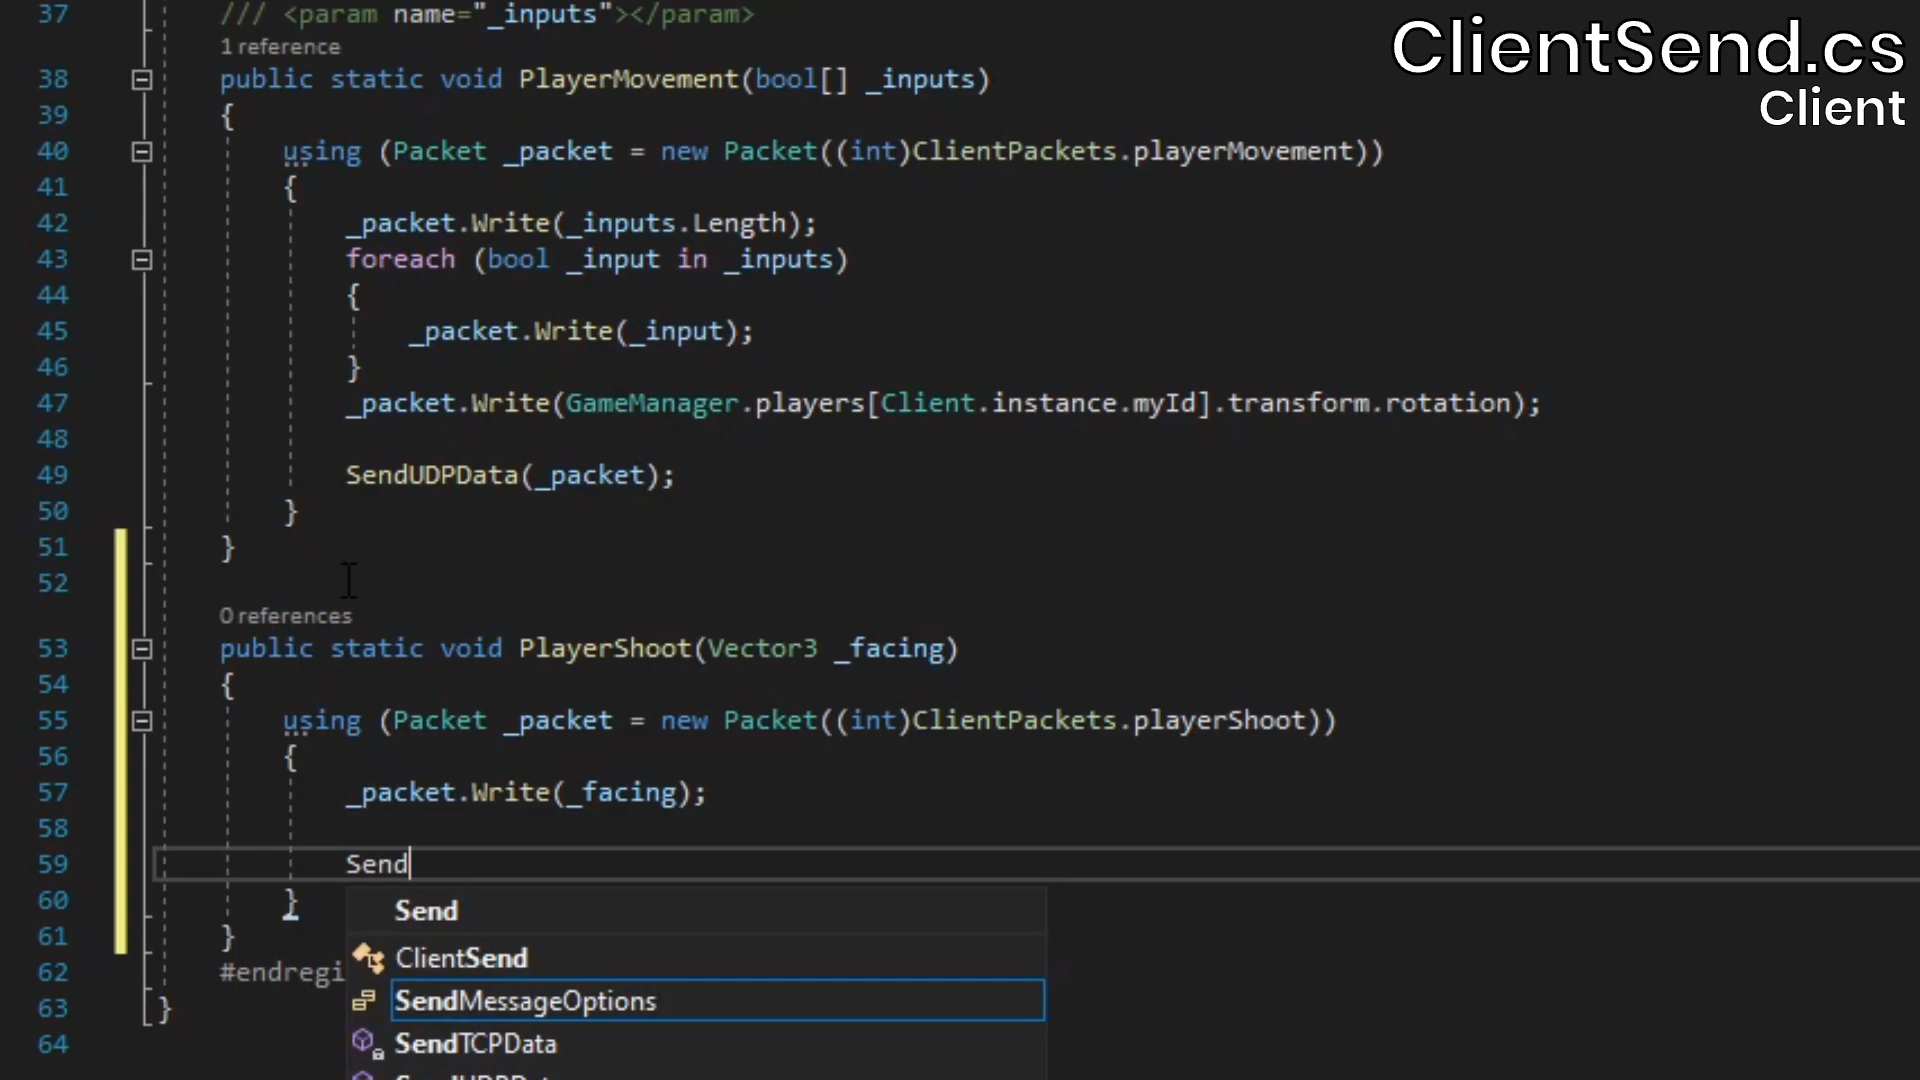 ClientSend.cs
Client
37 /// <param name="_inputs"></param>
1 reference
38 public static void PlayerMovement(bool[] _inputs)
39 {
40 using (Packet _packet = new Packet((int)ClientPackets.playerMovement))
41 {
42 _packet.Write(_inputs.Length);
43 foreach (bool _input in _inputs)
44 {
45 _packet.Write(_input);
46 }
47 _packet.Write(GameManager.players[Client.instance.myId].transform.rotation);
48
49 SendUDPData(_packet);
50 }
51 }
52
0 references
53 public static void PlayerShoot(Vector3 _facing)
54 {
55 using (Packet _packet = new Packet((int)ClientPackets.playerShoot))
56 {
57 _packet.Write(_facing);
58
59 Send
60 }
Send
61 }
ClientSend
62 #endregi
SendMessageOptions
63 }
SendTCPData
64